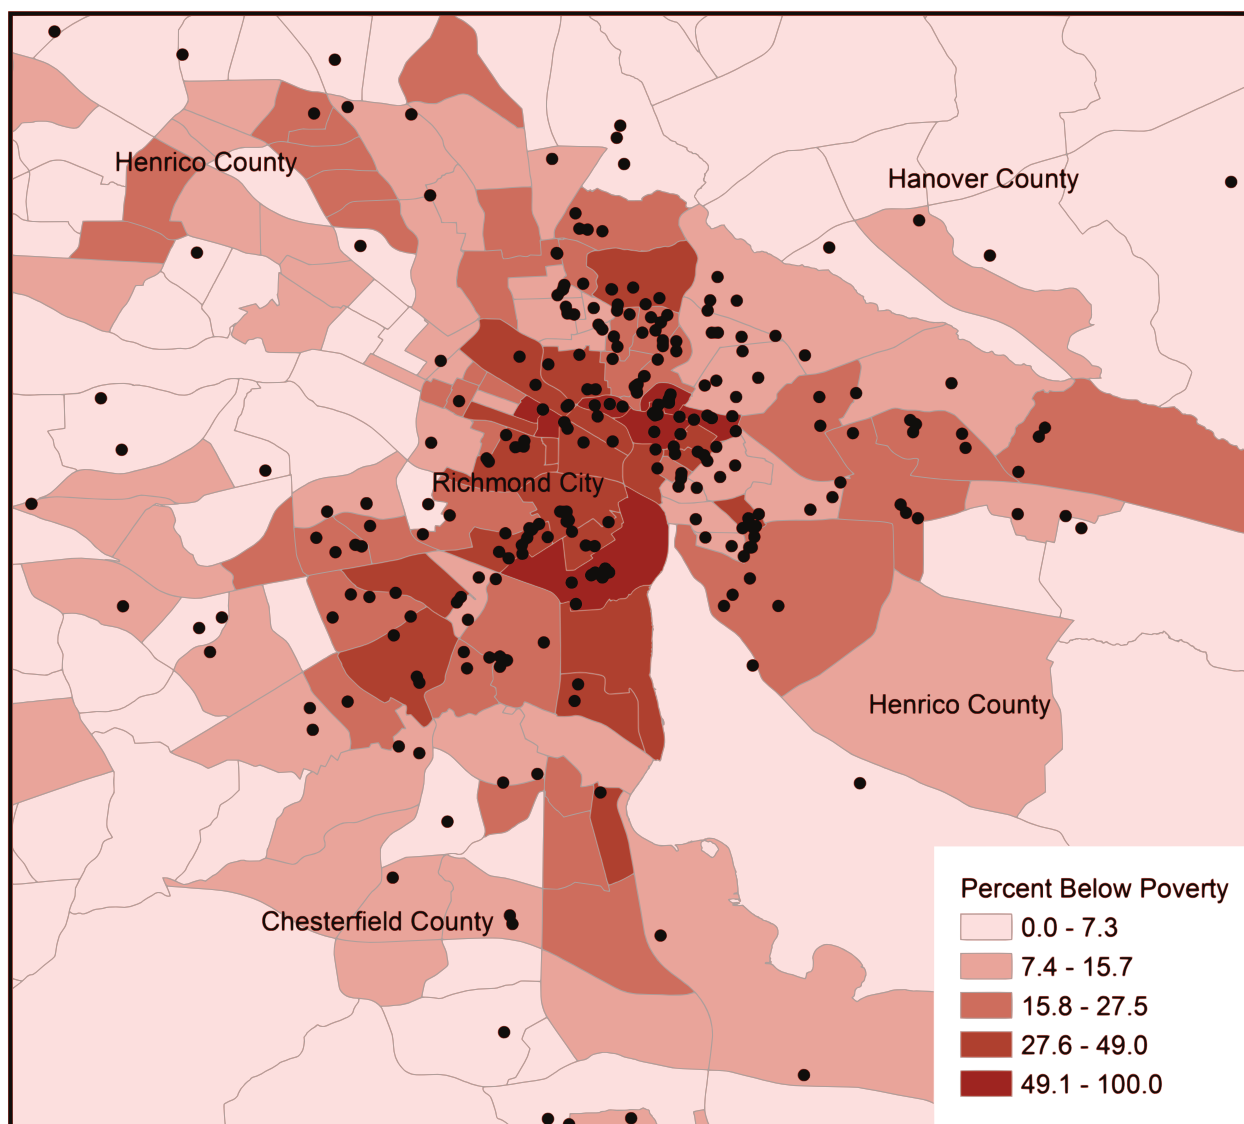 Henrico County
Hanover County
Richmond City
Henrico County
Chesterfield County
Percent Below Poverty
0.0 - 7.3
7.4 - 15.7
15.8 - 27.5
27.6 - 49.0
49.1 - 100.0